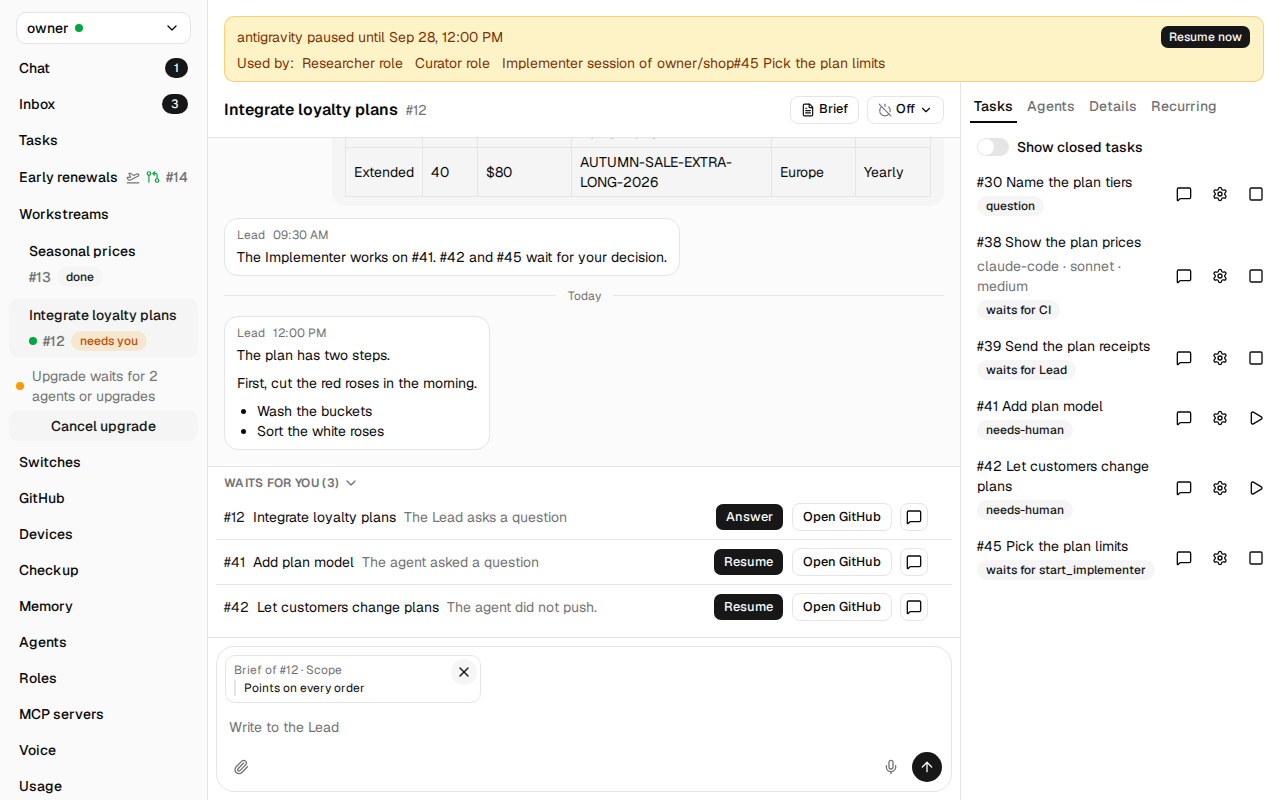 owner
Chat 1
Inbox 3
Tasks
Early renewals #14
Workstreams
Seasonal prices
#13 done
Integrate loyalty plans
#12 needs you
Upgrade waits for 2
agents or upgrades
Cancel upgrade
Switches
GitHub
Devices
Checkup
Memory
Agents
Roles
MCP servers
Voice
Usage
antigravity paused until Sep 28, 12:00 PM
Resume now
Used by: Researcher role Curator role Implementer session of owner/shop#45 Pick the plan limits
Integrate loyalty plans #12
Brief
Off
Extended 40 $80 AUTUMN-SALE-EXTRA-
LONG-2026 Europe Yearly
Lead 09:30 AM
The Implementer works on #41. #42 and #45 wait for your decision.
Today
Lead 12:00 PM
The plan has two steps.
First, cut the red roses in the morning.
• Wash the buckets
• Sort the white roses
WAITS FOR YOU (3)
#12 Integrate loyalty plans The Lead asks a question Answer Open GitHub
#41 Add plan model The agent asked a question Resume Open GitHub
#42 Let customers change plans The agent did not push. Resume Open GitHub
Brief of #12 · Scope
Points on every order
Write to the Lead
Tasks Agents Details Recurring
Show closed tasks
#30 Name the plan tiers
question
#38 Show the plan prices
claude-code · sonnet ·
medium
waits for CI
#39 Send the plan receipts
waits for Lead
#41 Add plan model
needs-human
#42 Let customers change
plans
needs-human
#45 Pick the plan limits
waits for start_implementer